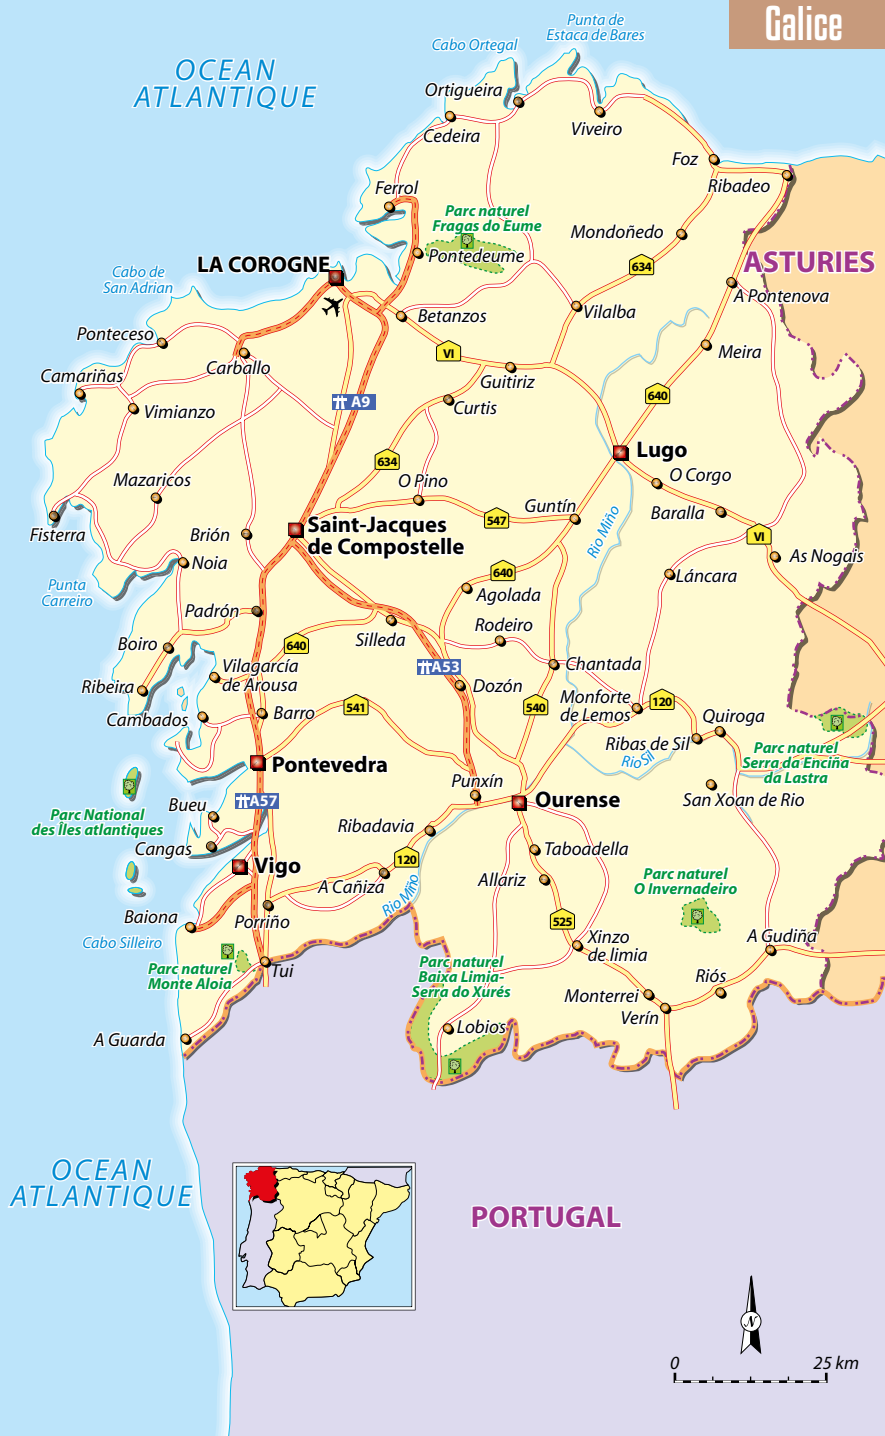 Galice
Punta de
Estaca de Bares
Cabo Ortegal
OCEAN
ATLANTIQUE
Ortigueira
Cedeira
Viveiro
Foz
Ribadeo
Ferrol
Parc naturel
Fragas do Eume
Mondoñedo
Pontedeume
634
ASTURIES
LA COROGNE
Cabo de
San Adrian
A Pontenova
Betanzos
Vilalba
Ponteceso
Meira
VI
Carballo
Guitiriz
Camariñas
640
A9
Curtis
Vimianzo
Lugo
634
O Corgo
Mazaricos
O Pino
Guntín
Baralla
547
Saint-Jacques
de Compostelle
Rio Miño
Fisterra
Brión
VI
As Nogais
Noia
640
Láncara
Punta
Carreiro
Agolada
Padrón
Rodeiro
Silleda
Boiro
640
Chantada
A53
Vilagarcía
de Arousa
Ribeira
Dozón
Monforte
de Lemos
120
Cambados
Barro
541
540
Quiroga
Ribas de Sil
Rio Sil
Parc naturel
Serra da Enciña
da Lastra
Pontevedra
Punxín
San Xoan de Rio
A57
Ourense
Bueu
Parc National
des Îles atlantiques
Ribadavia
Cangas
Taboadella
120
Vigo
A Cañiza
Allariz
Parc naturel
O Invernadeiro
Rio Miño
Baiona
Porriño
525
Cabo Silleiro
Xinzo
de limia
A Gudiña
Parc naturel
Monte Aloia
Tui
Parc naturel
Baixa Limia-
Serra do Xurés
Riós
Monterrei
Verín
Lobios
A Guarda
OCEAN
ATLANTIQUE
PORTUGAL
N
0
25 km